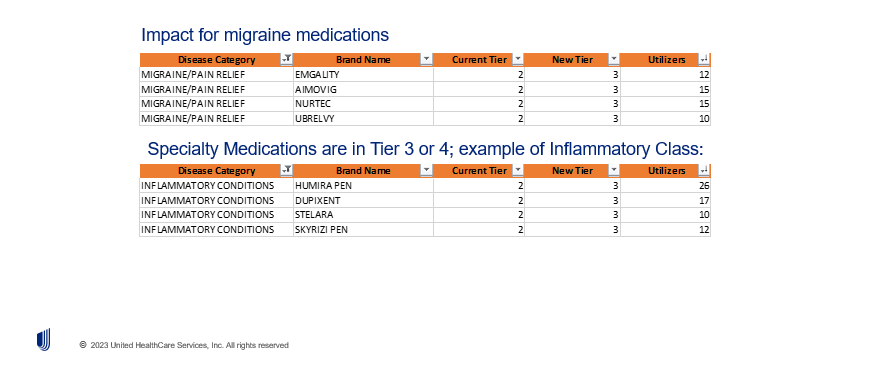 Impact for migraine medications
Disease Category Brand Name Current Tier New Tier Utilizers
MIGRAINE/PAIN RELIEF EMGALITY 2 3 12
MIGRAINE/PAIN RELIEF AIMOVIG 2 3 15
MIGRAINE/PAIN RELIEF NURTEC 2 3 15
MIGRAINE/PAIN RELIEF UBRELVY 2 3 10
Specialty Medications are in Tier 3 or 4; example of Inflammatory Class:
Disease Category Brand Name Current Tier New Tier Utilizers
INFLAMMATORY CONDITIONS HUMIRA PEN 2 3 26
INFLAMMATORY CONDITIONS DUPIXENT 2 3 17
INFLAMMATORY CONDITIONS STELARA 2 3 10
INFLAMMATORY CONDITIONS SKYRIZI PEN 2 3 12
© 2023 United HealthCare Services, Inc. All rights reserved